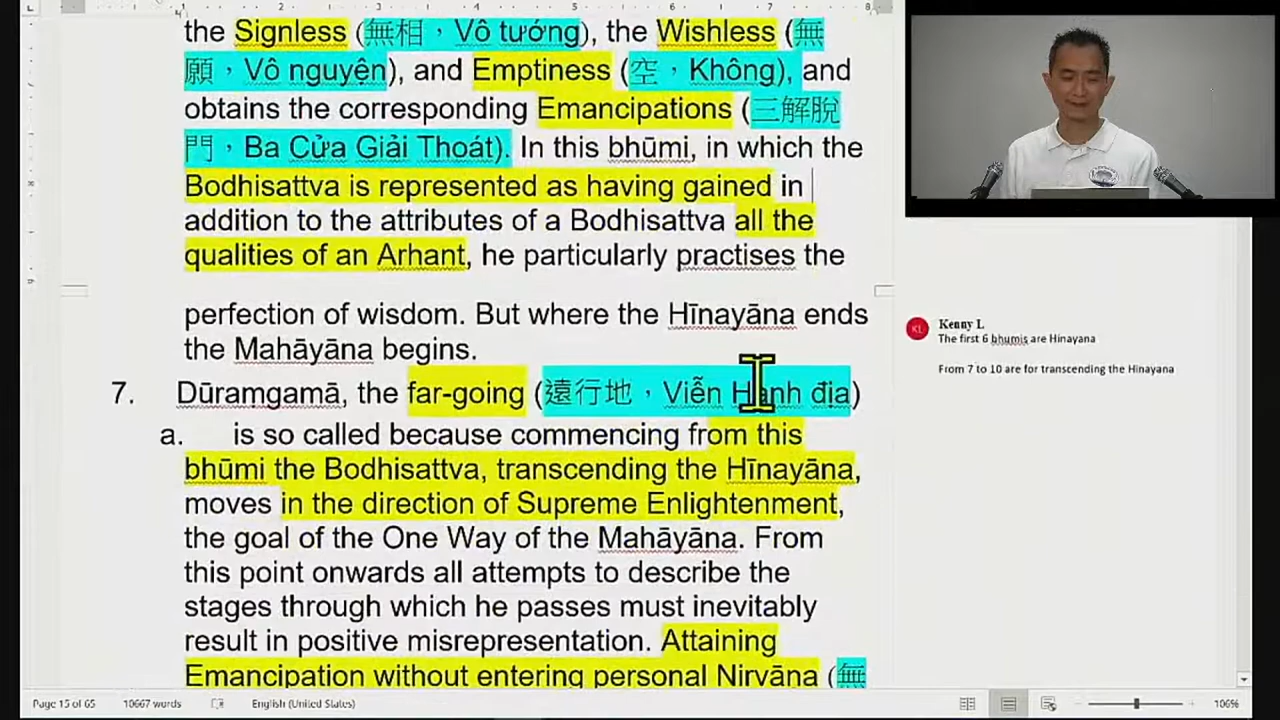 the Signless (無相，Vô tướng), the Wishless (無
願，Vô nguyện), and Emptiness (空，Không), and
obtains the corresponding Emancipations (三解脫
門，Ba Cửa Giải Thoát). In this bhūmi, in which the
Bodhisattva is represented as having gained in
addition to the attributes of a Bodhisattva all the
qualities of an Arhant, he particularly practises the
perfection of wisdom. But where the Hīnayāna ends
the Mahāyāna begins.
7. Dūraṃgamā, the far-going (遠行地，Viễn Hành địa)
a. is so called because commencing from this
bhūmi the Bodhisattva, transcending the Hīnayāna,
moves in the direction of Supreme Enlightenment,
the goal of the One Way of the Mahāyāna. From
this point onwards all attempts to describe the
stages through which he passes must inevitably
result in positive misrepresentation. Attaining
Emancipation without entering personal Nirvāna (無
KL Kenny L
The first 6 bhumis are Hinayana
From 7 to 10 are for transcending the Hinayana
Page 15 of 65 10667 words English (United States) 106%